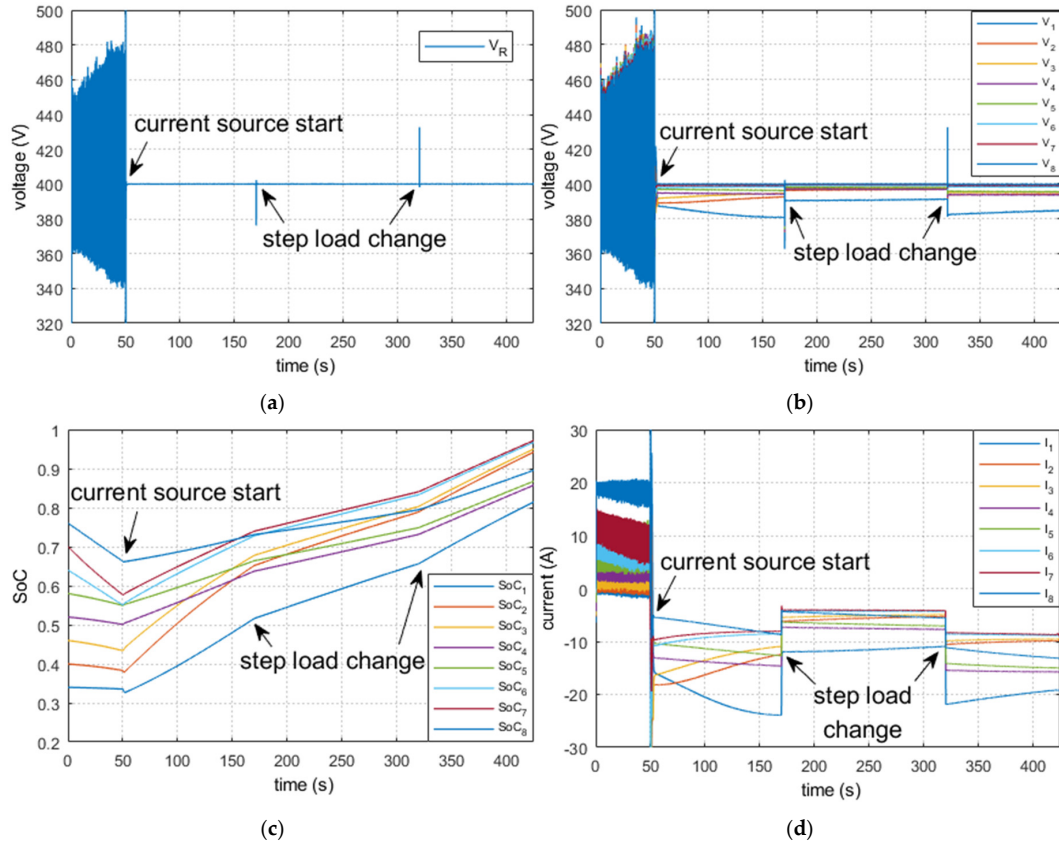 500
480
460
440
420
400
380
360
340
320
voltage (V)
V_R
current source start
step load change
0
50
100
150
200
250
300
350
400
time (s)
(a)
500
480
460
440
420
400
380
360
340
320
voltage (V)
V_1
V_2
V_3
V_4
V_5
V_6
V_7
V_8
current source start
step load change
0
50
100
150
200
250
300
350
400
time (s)
(b)
1
0.9
0.8
0.7
0.6
0.5
0.4
0.3
0.2
SoC
current source start
step load change
SoC_1
SoC_2
SoC_3
SoC_4
SoC_5
SoC_6
SoC_7
SoC_8
0
50
100
150
200
250
300
350
400
time (s)
(c)
30
20
10
0
-10
-20
-30
current (A)
I_1
I_2
I_3
I_4
I_5
I_6
I_7
I_8
current source start
step load
change
0
50
100
150
200
250
300
350
400
time (s)
(d)